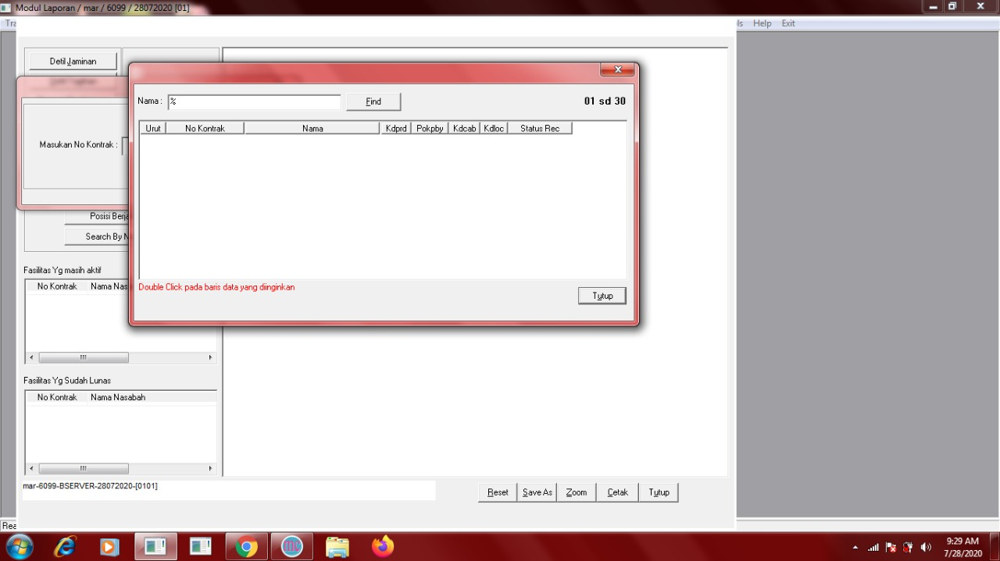 Modul Laporan / mar / 6099 / 28072020 [01]
Help Exit
Detil Jaminan
Nama : % Find 01 sd 30
Urut No Kontrak Nama Kdprd Pokpby Kdcab Kdloc Status Rec
Masukan No Kontrak :
Posisi Berja
Search By N
Double Click pada baris data yang diinginkan
Tutup
Fasilitas Yg masih aktif
No Kontrak Nama Nas
Fasilitas Yg Sudah Lunas
No Kontrak Nama Nasabah
mar-6099-BSERVER-28072020-[0101]
Reset Save As Zoom Cetak Tutup
Rea
9:29 AM
7/28/2020